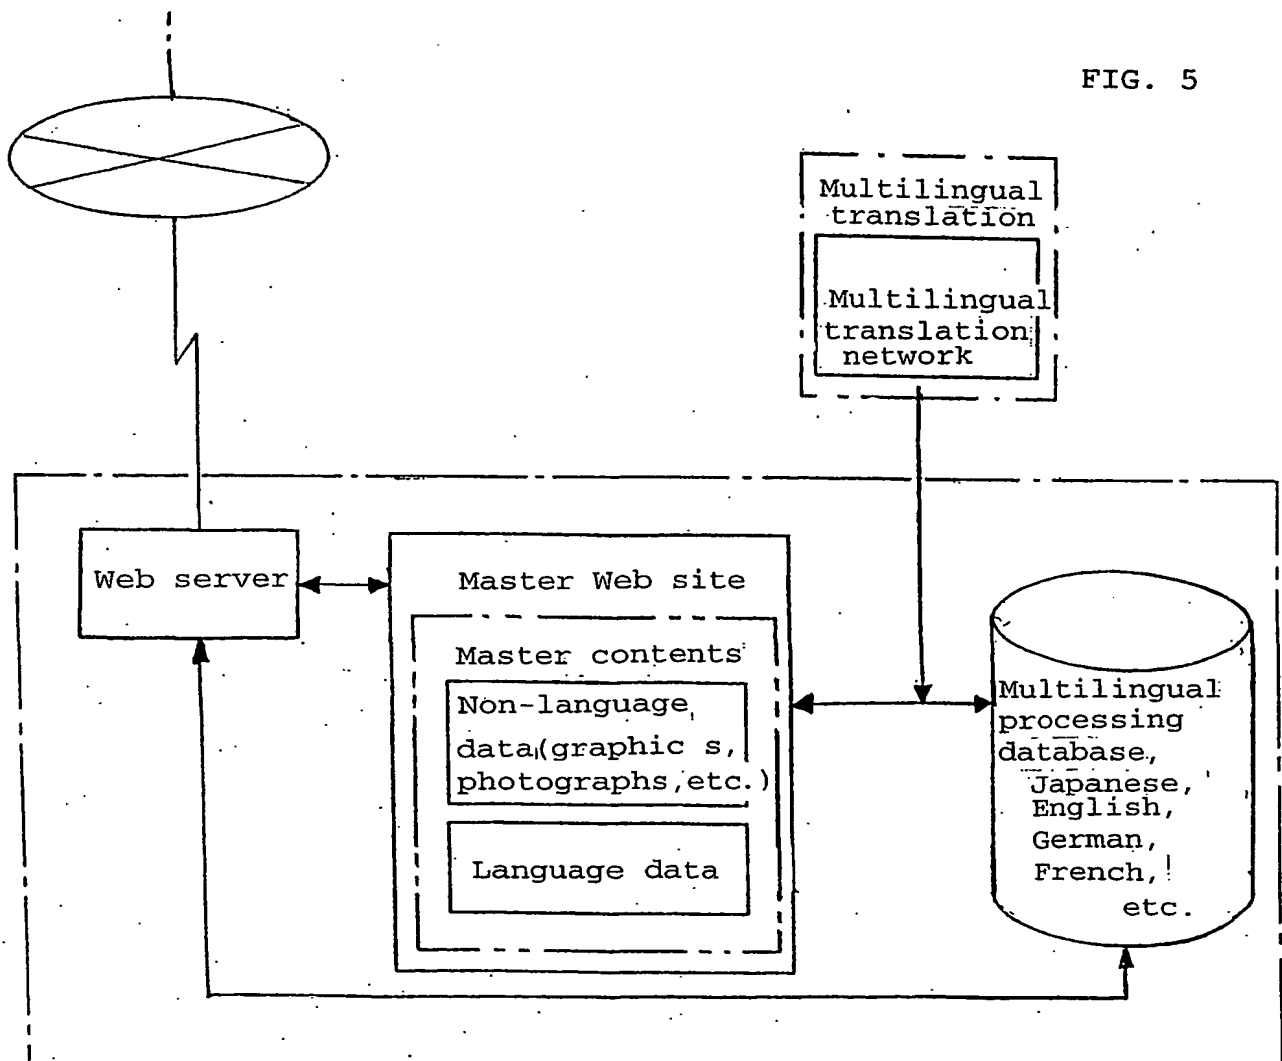 FIG. 5
Multilingual
translation
Multilingual
translation
network
Web server
Master Web site
Master contents
Non-language
data(graphic s,
photographs,etc.)
Language data
Multilingual
processing
database,
Japanese,
English,
German,
French,
etc.